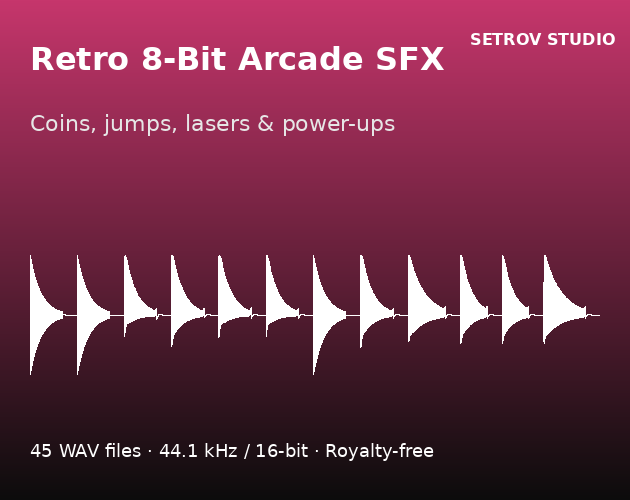 SETROV STUDIO
Retro 8-Bit Arcade SFX
Coins, jumps, lasers & power-ups
45 WAV files · 44.1 kHz / 16-bit · Royalty-free